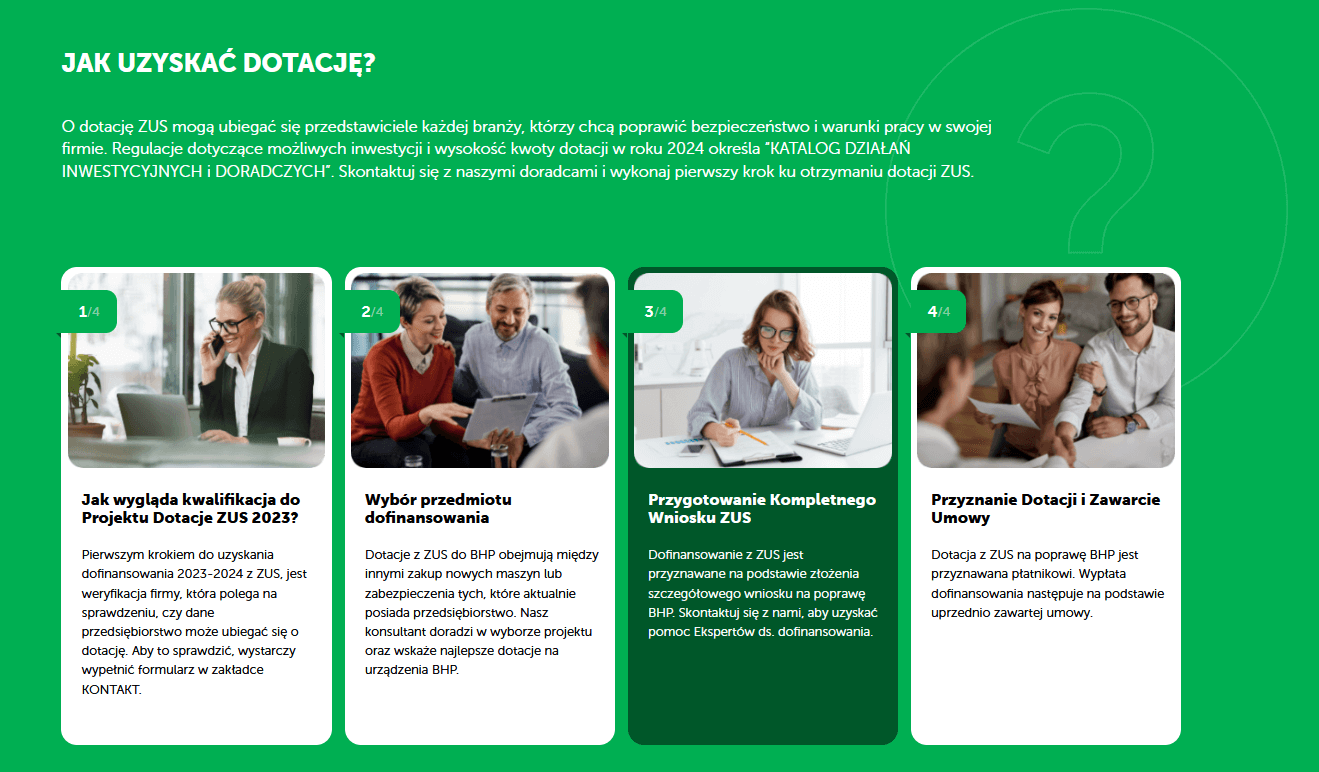 JAK UZYSKAĆ DOTACJĘ?
O dotację ZUS mogą ubiegać się przedstawiciele każdej branży, którzy chcą poprawić bezpieczeństwo i warunki pracy w swojej
firmie. Regulacje dotyczące możliwych inwestycji i wysokość kwoty dotacji w roku 2024 określa "KATALOG DZIAŁAŃ
INWESTYCYJNYCH i DORADCZYCH". Skontaktuj się z naszymi doradcami i wykonaj pierwszy krok ku otrzymaniu dotacji ZUS.
1/4
Jak wygląda kwalifikacja do
Projektu Dotacje ZUS 2023?
Pierwszym krokiem do uzyskania
dofinansowania 2023-2024 z ZUS, jest
weryfikacja firmy, która polega na
sprawdzeniu, czy dane
przedsiębiorstwo może ubiegać się o
dotację. Aby to sprawdzić, wystarczy
wypełnić formularz w zakładce
KONTAKT.
2/4
Wybór przedmiotu
dofinansowania
Dotacje z ZUS do BHP obejmują między
innymi zakup nowych maszyn lub
zabezpieczenia tych, które aktualnie
posiada przedsiębiorstwo. Nasz
konsultant doradzi w wyborze projektu
oraz wskaże najlepsze dotacje na
urządzenia BHP.
3/4
Przygotowanie Kompletnego
Wniosku ZUS
Dofinansowanie z ZUS jest
przyznawane na podstawie złożenia
szczegółowego wniosku na poprawę
BHP. Skontaktuj się z nami, aby uzyskać
pomoc Ekspertów ds. dofinansowania.
4/4
Przyznanie Dotacji i Zawarcie
Umowy
Dotacja z ZUS na poprawę BHP jest
przyznawana płatnikowi. Wypłata
dofinansowania następuje na podstawie
uprzednio zawartej umowy.